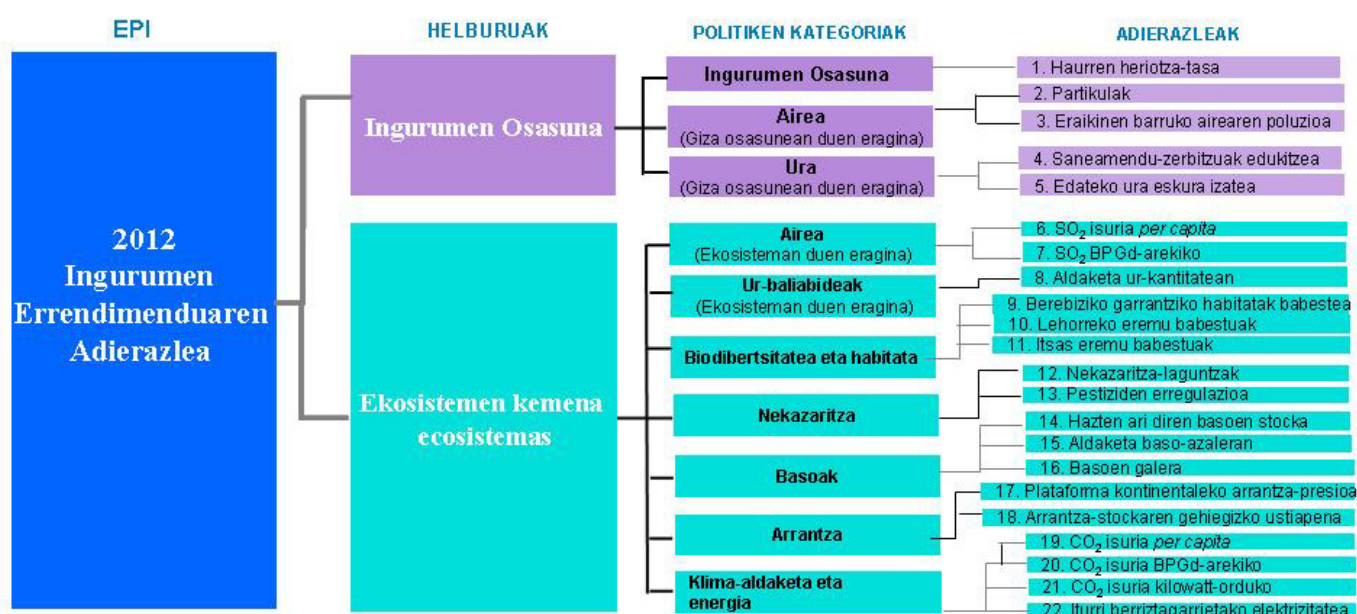 EPI
HELBURUAK
POLITIKEN KATEGORIAK
ADIERAZLEAK
2012
Ingurumen
Errendimenduaren
Adierazlea
Ingurumen Osasuna
Ekosistemen kemena
ecosistemas
Ingurumen Osasuna
Airea
(Giza osasunean duen eragina)
Ura
(Giza osasunean duen eragina)
Airea
(Ekosisteman duen eragina)
Ur-baliabideak
(Ekosisteman duen eragina)
Biodibertsitatea eta habitata
Nekazaritza
Basoak
Arrantza
Klima-aldaketa eta
energia
1. Haurren heriotza-tasa
2. Partikulak
3. Eraikinen barruko airearen poluzioa
4. Saneamendu-zerbitzuak edukitzea
5. Edateko ura eskura izatea
6. SO₂ isuria per capita
7. SO₂ BPGd-arekiko
8. Aldaketa ur-kantitatean
9. Berebiziko garrantziko habitatak babestea
10. Lehorreko eremu babestuak
11. Itsas eremu babestuak
12. Nekazaritza-laguntzak
13. Pestiziden erregulazioa
14. Hazten ari diren basoen stocka
15. Aldaketa baso-azaleran
16. Basoen galera
17. Plataforma kontinentaleko arrantza-presioa
18. Arrantza-stockaren gehiegizko ustiapena
19. CO₂ isuria per capita
20. CO₂ isuria BPGd-arekiko
21. CO₂ isuria kilowatt-orduko
22. Iturri berriztagarrietako elektrizitatea